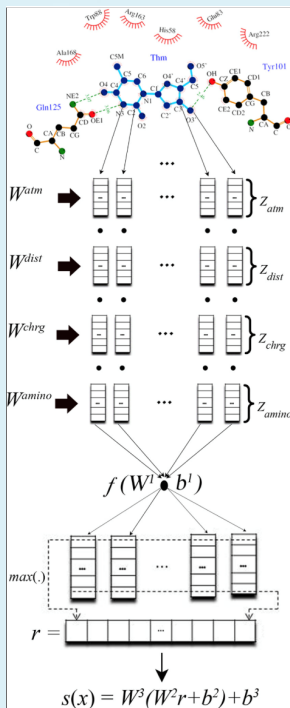 Trp88 Arg163 His58 Glu83 Arg222
Ala168 Thm Tyr101
C5M O5' OH
O4 C4 C5 C6 O4' C4' C5' CZ CE1 CD1
NE2 N1 C1' C3' CE2 CD2 CG CB
Gln125 CD OE1 N3 C2 O2 C2' O3' CA C O N
O C CA CB CG N
...
W^atm ... Z_atm
W^dist ... Z_dist
W^chrg ... Z_chrg
W^amino ... Z_amino
f (W^1 b^1)
max(.) ...
r = ...
s(x) = W^3(W^2r+b^2)+b^3